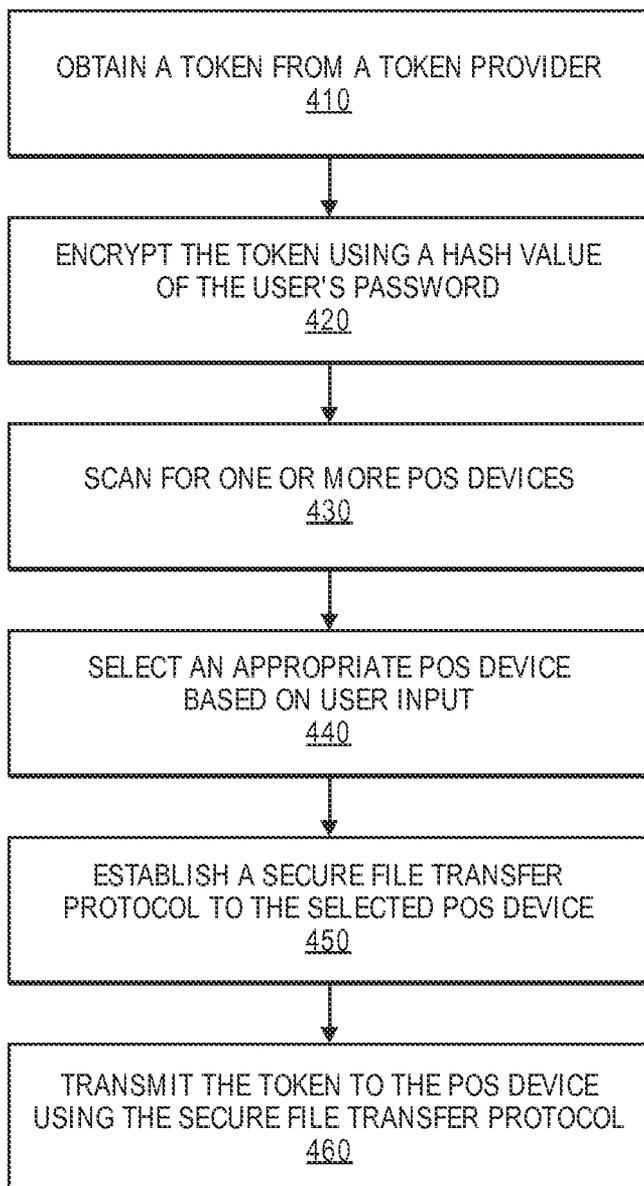 OBTAIN A TOKEN FROM A TOKEN PROVIDER
410
ENCRYPT THE TOKEN USING A HASH VALUE
OF THE USER'S PASSWORD
420
SCAN FOR ONE OR MORE POS DEVICES
430
SELECT AN APPROPRIATE POS DEVICE
BASED ON USER INPUT
440
ESTABLISH A SECURE FILE TRANSFER
PROTOCOL TO THE SELECTED POS DEVICE
450
TRANSMIT THE TOKEN TO THE POS DEVICE
USING THE SECURE FILE TRANSFER PROTOCOL
460